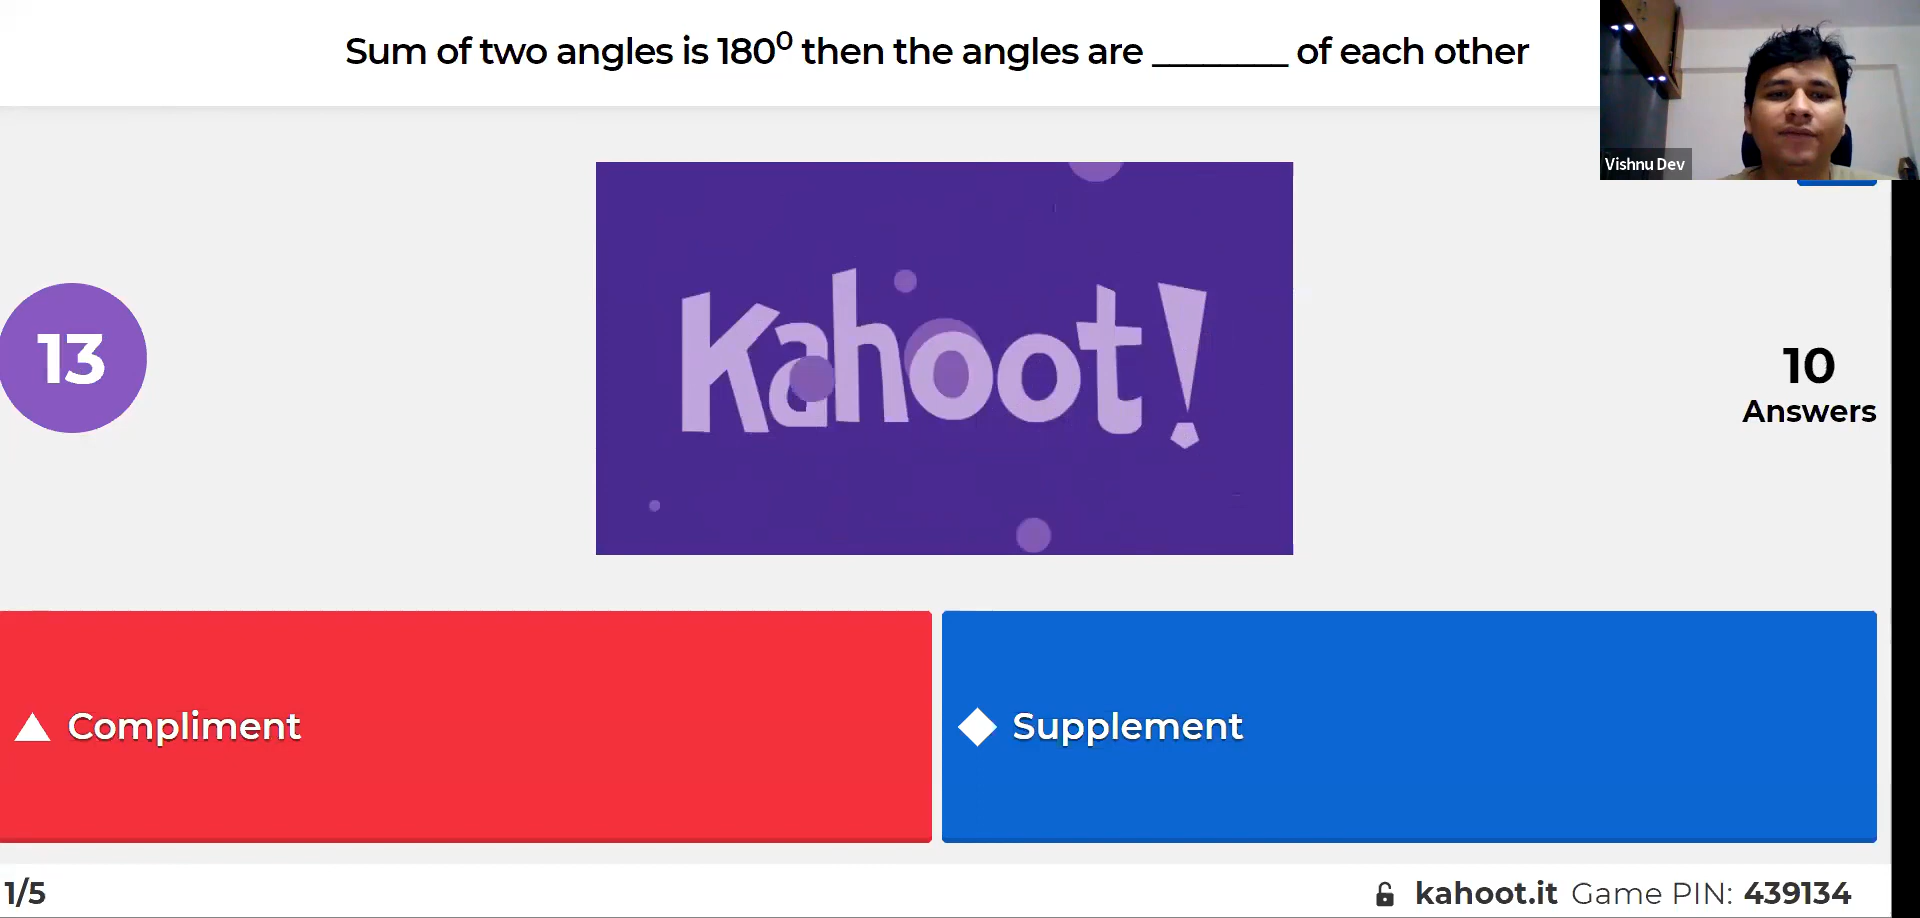 Sum of two angles is 180⁰ then the angles are ________ of each other
Vishnu Dev
Kahoot!
13
10
Answers
Compliment
Supplement
1/5
kahoot.it Game PIN: 439134